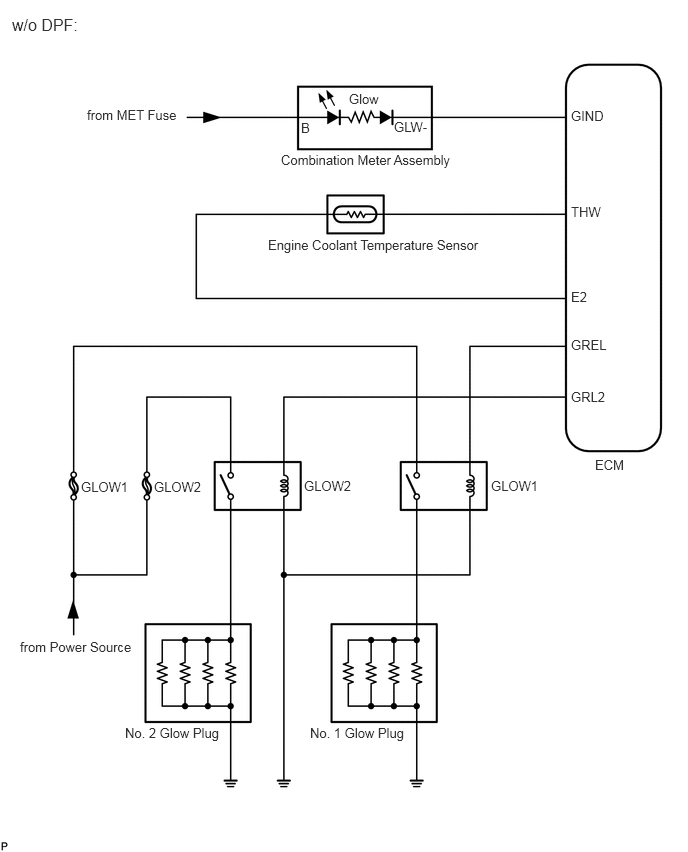 w/o DPF:
Glow
from MET Fuse
B
GLW-
GIND
Combination Meter Assembly
THW
Engine Coolant Temperature Sensor
E2
GREL
GRL2
ECM
GLOW1
GLOW2
GLOW2
GLOW1
from Power Source
No. 2 Glow Plug
No. 1 Glow Plug
P